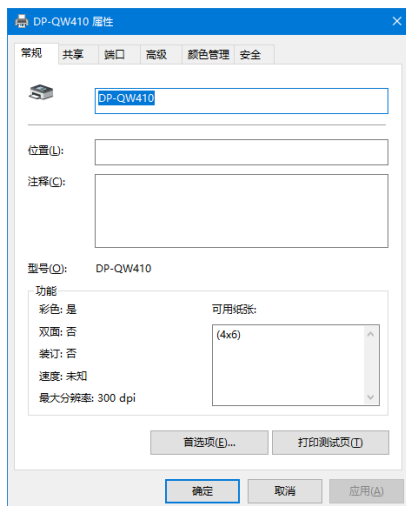 DP-QW410 属性
常规 共享 端口 高级 颜色管理 安全
DP-QW410
位置(L):
注释(C):
型号(O): DP-QW410
功能
彩色: 是 可用纸张:
双面: 否 (4x6)
装订: 否
速度: 未知
最大分辨率: 300 dpi
首选项(E)... 打印测试页(T)
确定 取消 应用(A)